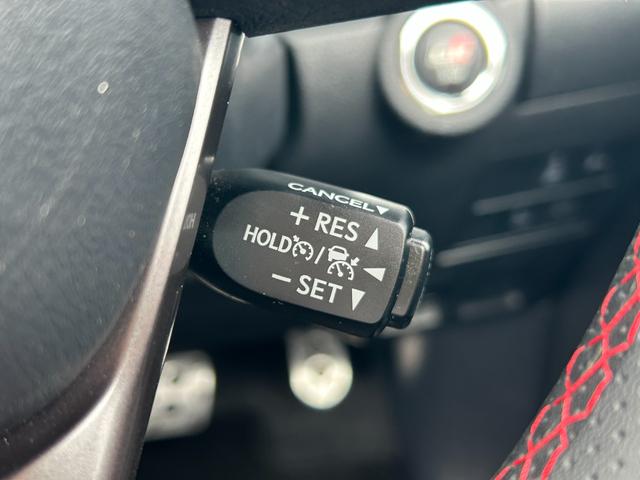 CANCEL
+ RES
HOLD /
− SET